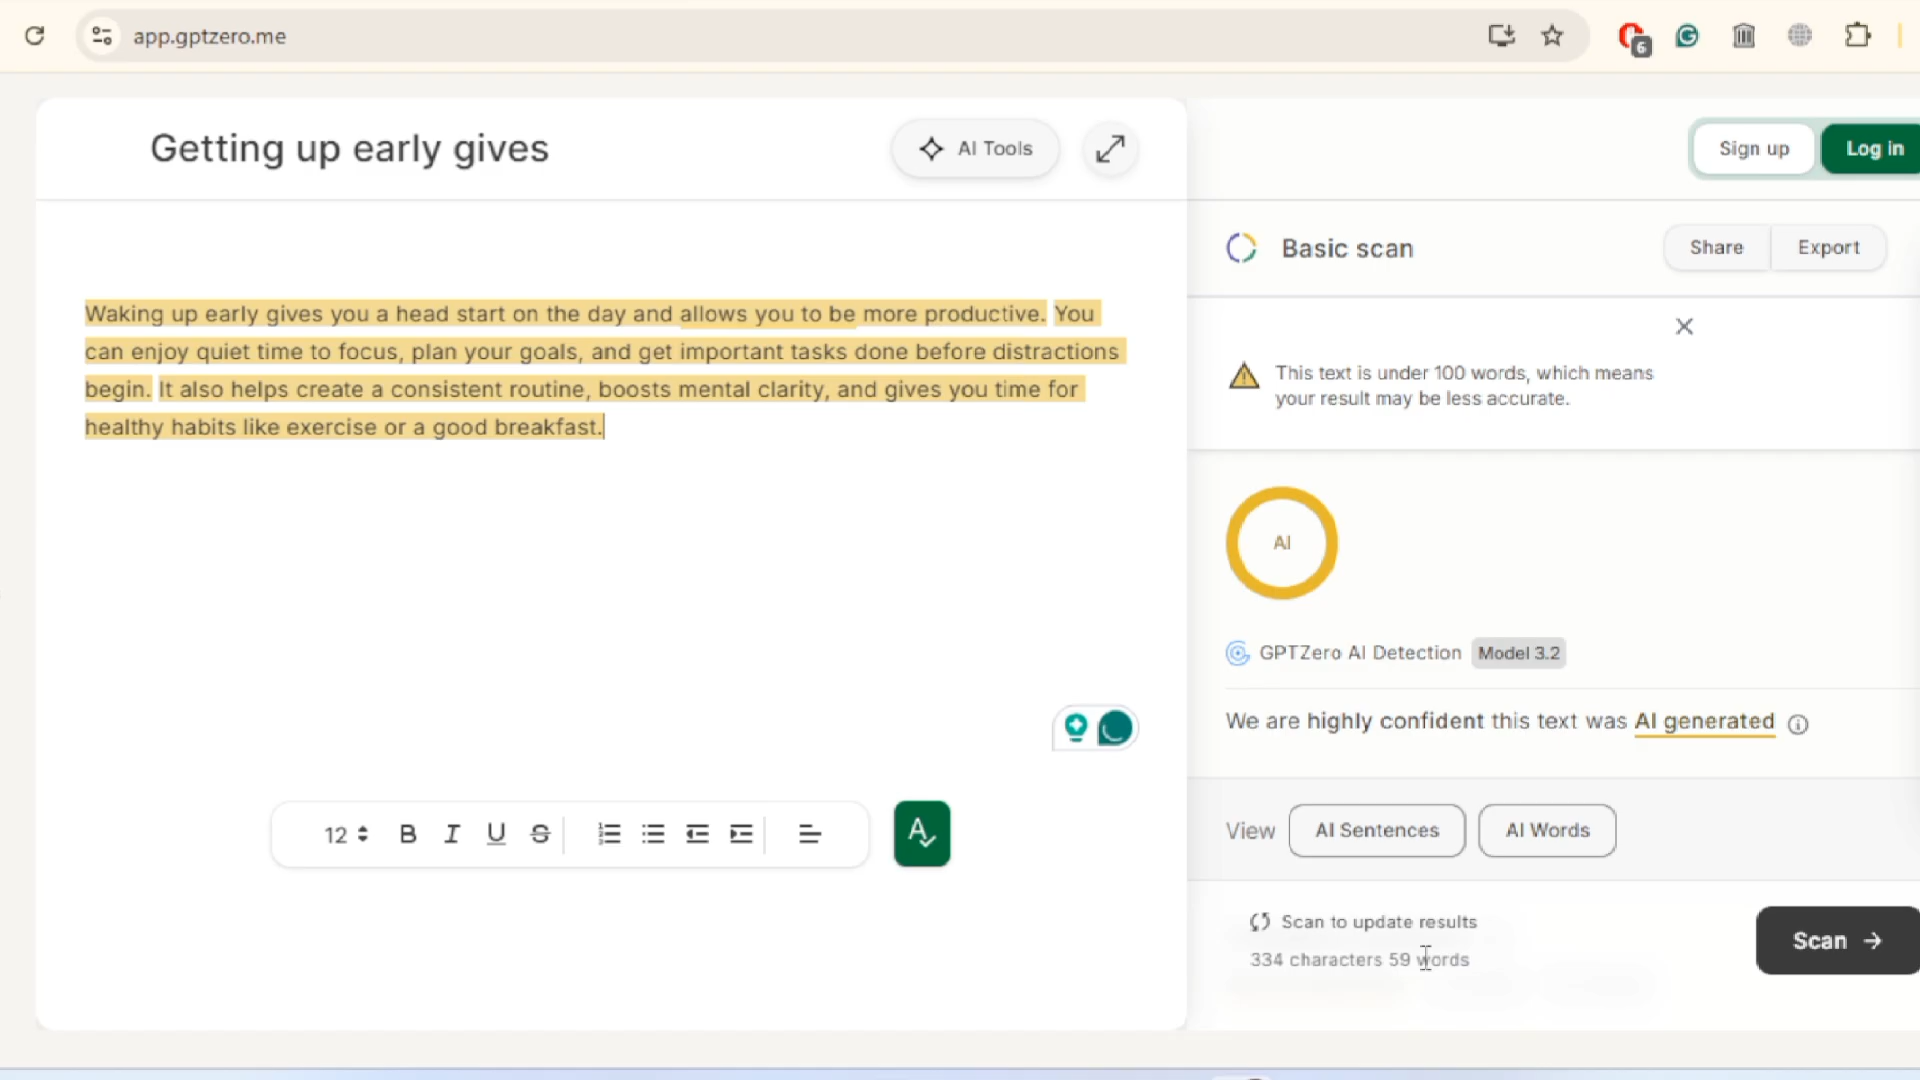 app.gptzero.me
6
Getting up early gives
AI Tools
Sign up
Log in
Basic scan
Share
Export
Waking up early gives you a head start on the day and allows you to be more productive. You
can enjoy quiet time to focus, plan your goals, and get important tasks done before distractions
begin. It also helps create a consistent routine, boosts mental clarity, and gives you time for
healthy habits like exercise or a good breakfast.
This text is under 100 words, which means
your result may be less accurate.
AI
GPTZero AI Detection Model 3.2
We are highly confident this text was AI generated
View
AI Sentences
AI Words
12
B I U S
Scan to update results
334 characters 59 words
Scan